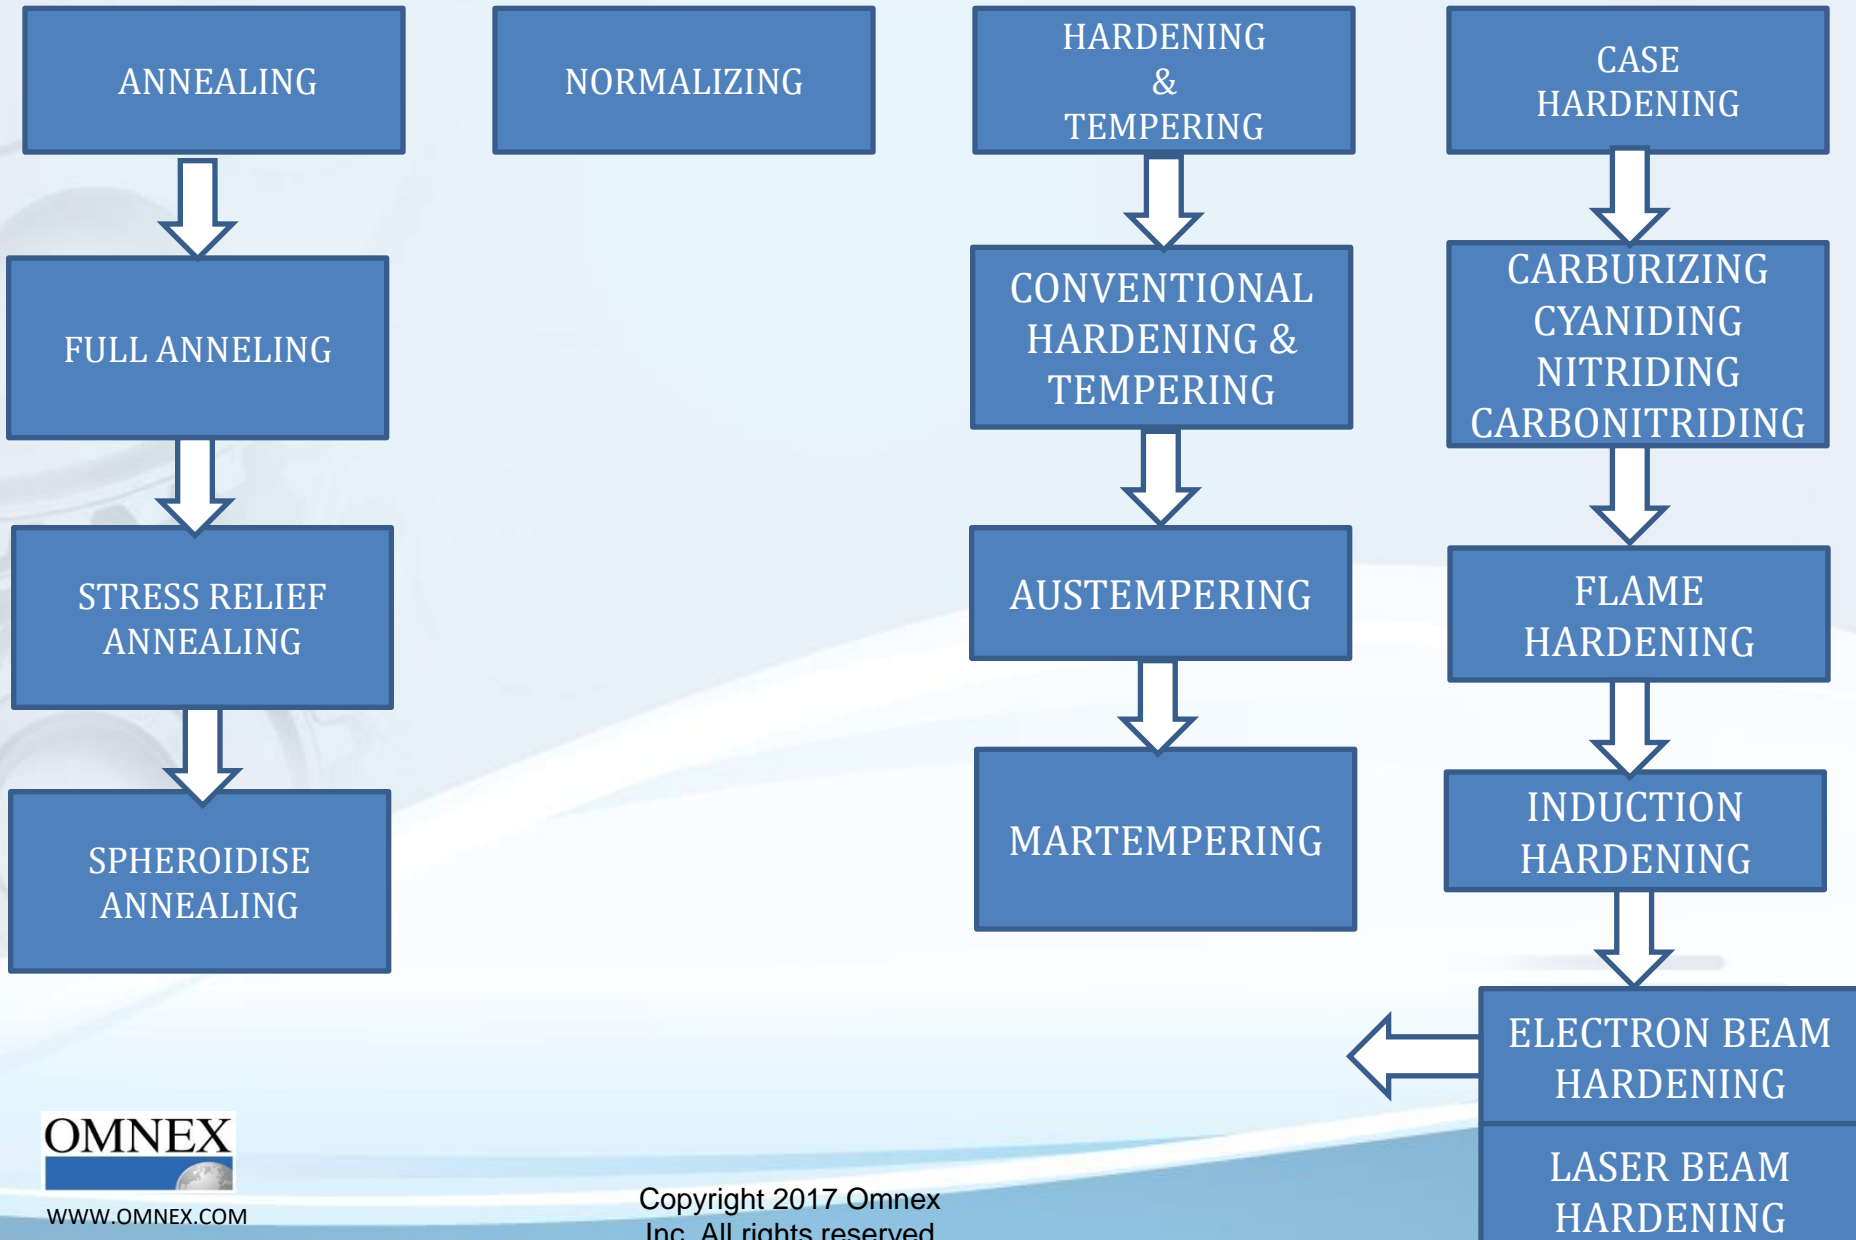 ANNEALING
FULL ANNELING
STRESS RELIEF
ANNEALING
SPHEROIDISE
ANNEALING
NORMALIZING
HARDENING
&
TEMPERING
CONVENTIONAL
HARDENING &
TEMPERING
AUSTEMPERING
MARTEMPERING
CASE
HARDENING
CARBURIZING
CYANIDING
NITRIDING
CARBONITRIDING
FLAME
HARDENING
INDUCTION
HARDENING
ELECTRON BEAM
HARDENING
LASER BEAM
HARDENING
OMNEX
WWW.OMNEX.COM
Copyright 2017 Omnex
Inc. All rights reserved